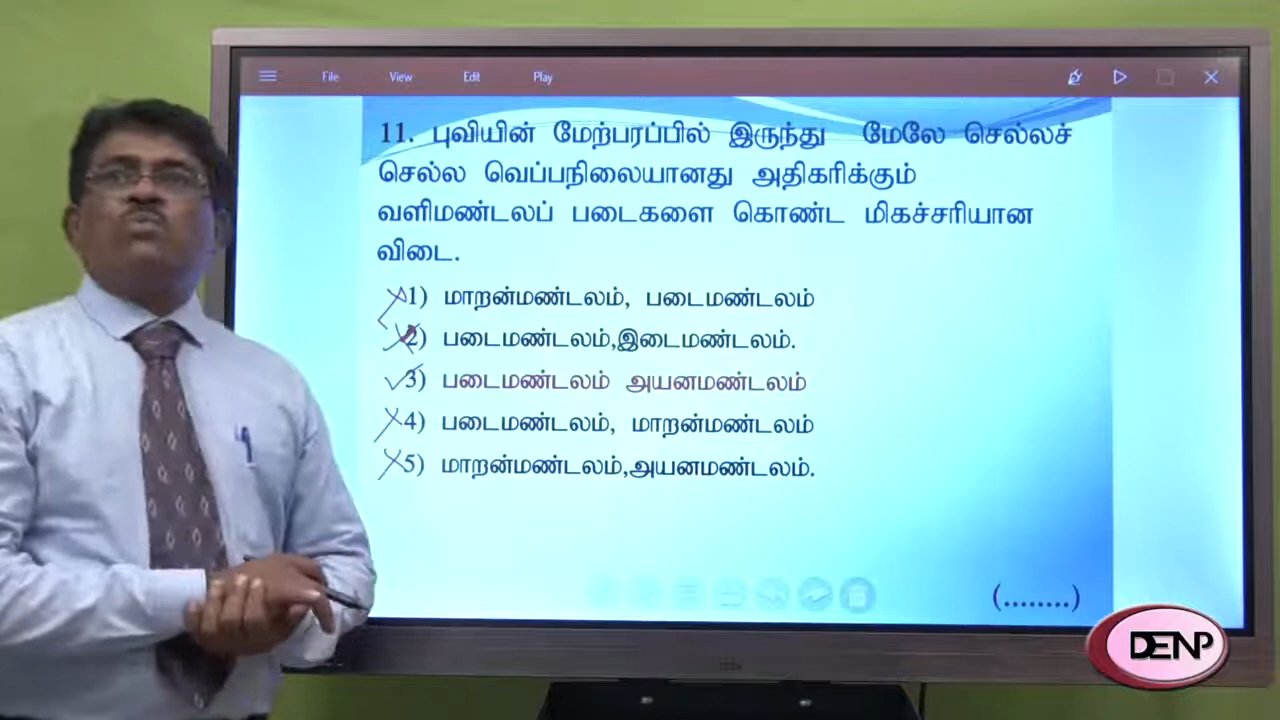 File View Edit Play
11. புவியின் மேற்பரப்பில் இருந்து மேலே செல்லச்
செல்ல வெப்பநிலையானது அதிகரிக்கும்
வளிமண்டலப் படைகளை கொண்ட மிகச்சரியான
விடை.
1) மாறன்மண்டலம், படைமண்டலம்
2) படைமண்டலம்,இடைமண்டலம்.
3) படைமண்டலம் அயனமண்டலம்
4) படைமண்டலம், மாறன்மண்டலம்
5) மாறன்மண்டலம்,அயனமண்டலம்.
(........)
DENP